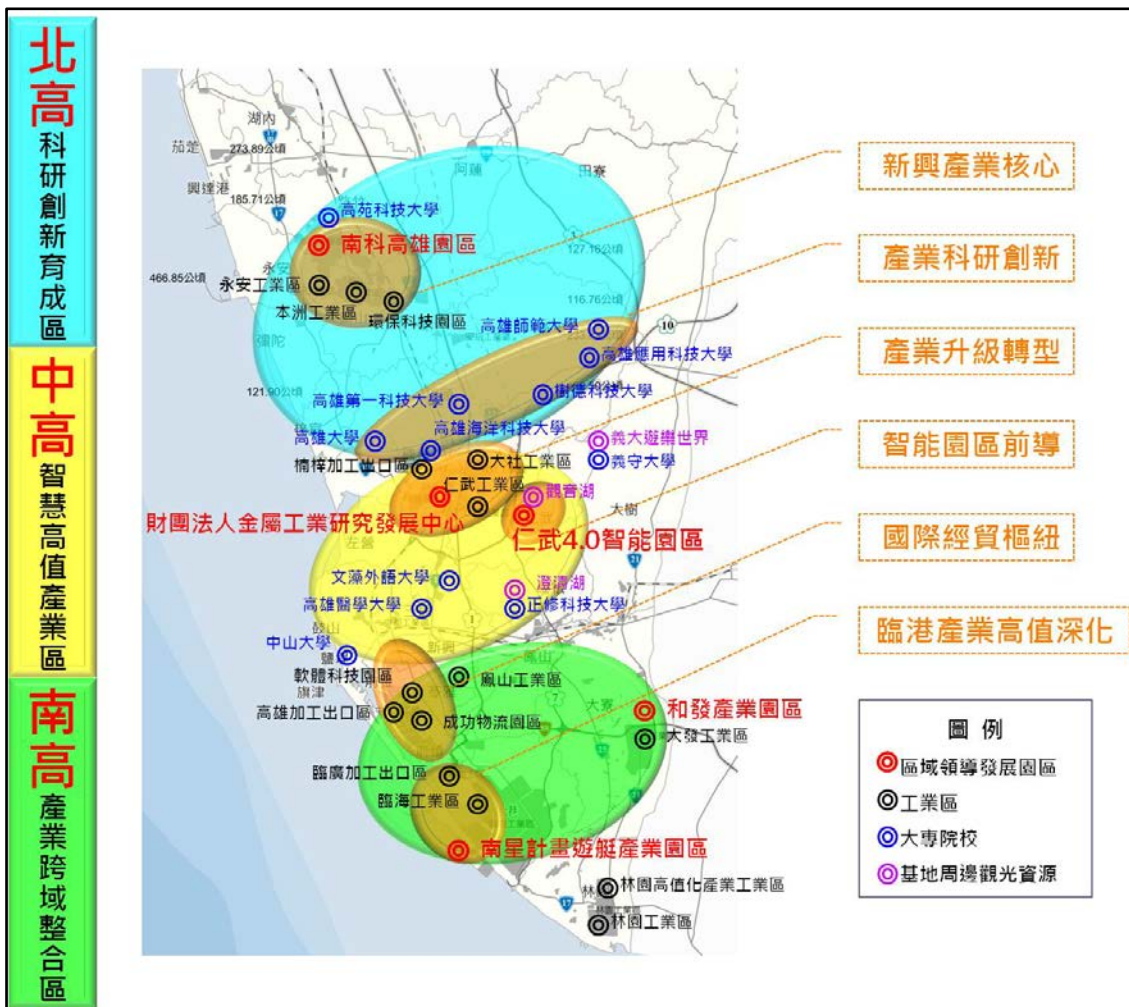 北高科研創新育成區
中高智慧高值產業區
南高產業跨域整合區
湖內
茄萣
273.89公頃
阿蓮
田寮
興達港
185.71公頃
17
高苑科技大學
南科高雄園區
127.16公頃
466.85公頃
永安
永安工業區
本洲工業區
環保科技園區
116.76公頃
高雄師範大學
10
彌陀
高雄應用科技大學
121.90公頃
樹德科技大學
高雄第一科技大學
高雄海洋科技大學
高雄大學
義大遊樂世界
楠梓加工出口區
大社工業區
義守大學
仁武工業區
觀音湖
大樹
財團法人金屬工業研究發展中心
仁武4.0智能園區
左營
21
文藻外語大學
澄清湖
高雄醫學大學
正修科技大學
1
鼓山
中山大學
新興
鳳山
軟體科技園區
鳳山工業區
旗津
7
大寮
高雄加工出口區
成功物流園區
和發產業園區
大發工業區
臨廣加工出口區
臨海工業區
南星計畫遊艇產業園區
林園高值化產業工業區
17
林園工業區
新興產業核心
產業科研創新
產業升級轉型
智能園區前導
國際經貿樞紐
臨港產業高值深化
圖例
區域領導發展園區
工業區
大專院校
基地周邊觀光資源